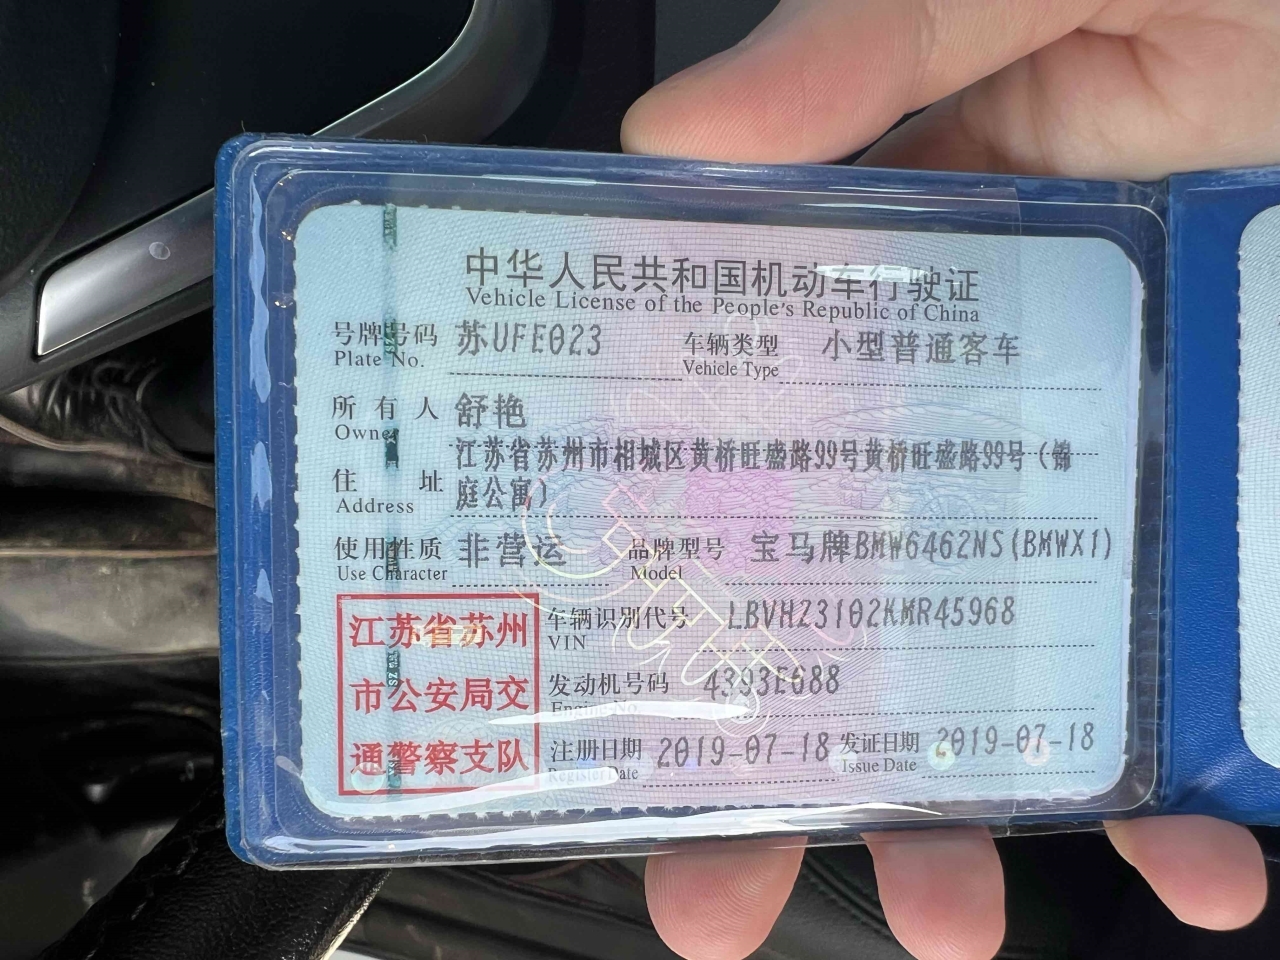 中华人民共和国机动车行驶证
Vehicle License of the People's Republic of China
号牌号码 苏UFE023 车辆类型 小型普通客车
Plate No. Vehicle Type
所有人 舒艳
Owner
江苏省苏州市相城区黄桥旺盛路99号黄桥旺盛路99号（锦
住址 庭公寓）
Address
使用性质 非营运 品牌型号 宝马牌BMW6462NS(BMWX1)
Use Character Model
江苏省苏州
市公安局交
通警察支队
车辆识别代号 LBVHZ3102KMR45968
VIN
发动机号码 4393E088
Engine No.
注册日期 2019-07-18 发证日期 2019-07-18
Register Date Issue Date